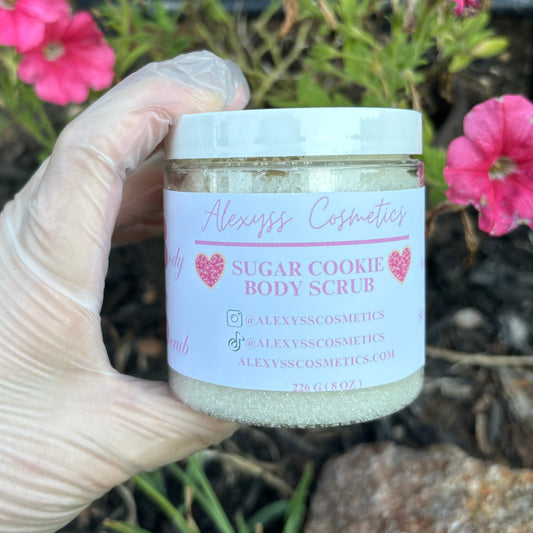 Alexyss Cosmetics
SUGAR COOKIE
BODY SCRUB
@ALEXYSSCOSMETICS
@ALEXYSSCOSMETICS
ALEXYSSCOSMETICS.COM
226 G ( 8 OZ )